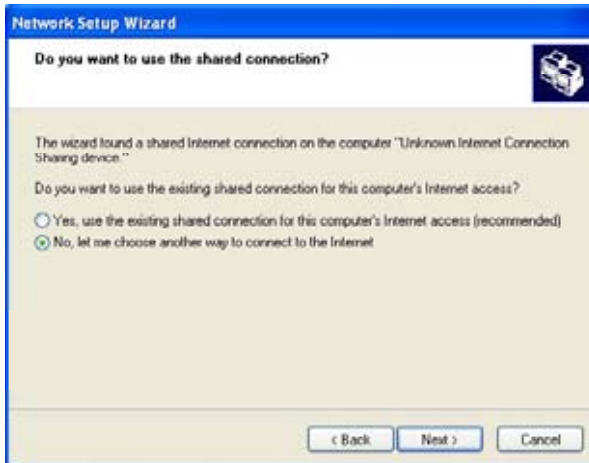 Network Setup Wizard
Do you want to use the shared connection?
The wizard found a shared Internet connection on the computer "Unknown Internet Connection
Sharing device."
Do you want to use the existing shared connection for this computer's Internet access?
Yes, use the existing shared connection for this computer's Internet access (recommended)
No, let me choose another way to connect to the Internet
< Back Next > Cancel